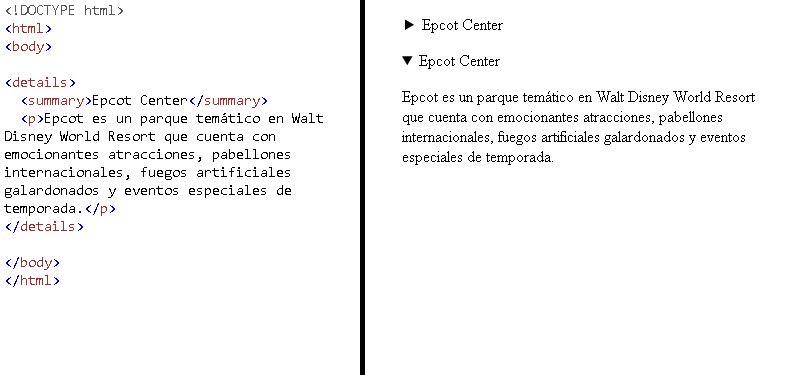 <!DOCTYPE html>
<html>
<body>
<details>
<summary>Epcot Center</summary>
<p>Epcot es un parque temático en Walt
Disney World Resort que cuenta con
emocionantes atracciones, pabellones
internacionales, fuegos artificiales
galardonados y eventos especiales de
temporada.</p>
</details>
</body>
</html>
▶ Epcot Center
▼ Epcot Center
Epcot es un parque temático en Walt Disney World Resort
que cuenta con emocionantes atracciones, pabellones
internacionales, fuegos artificiales galardonados y eventos
especiales de temporada.